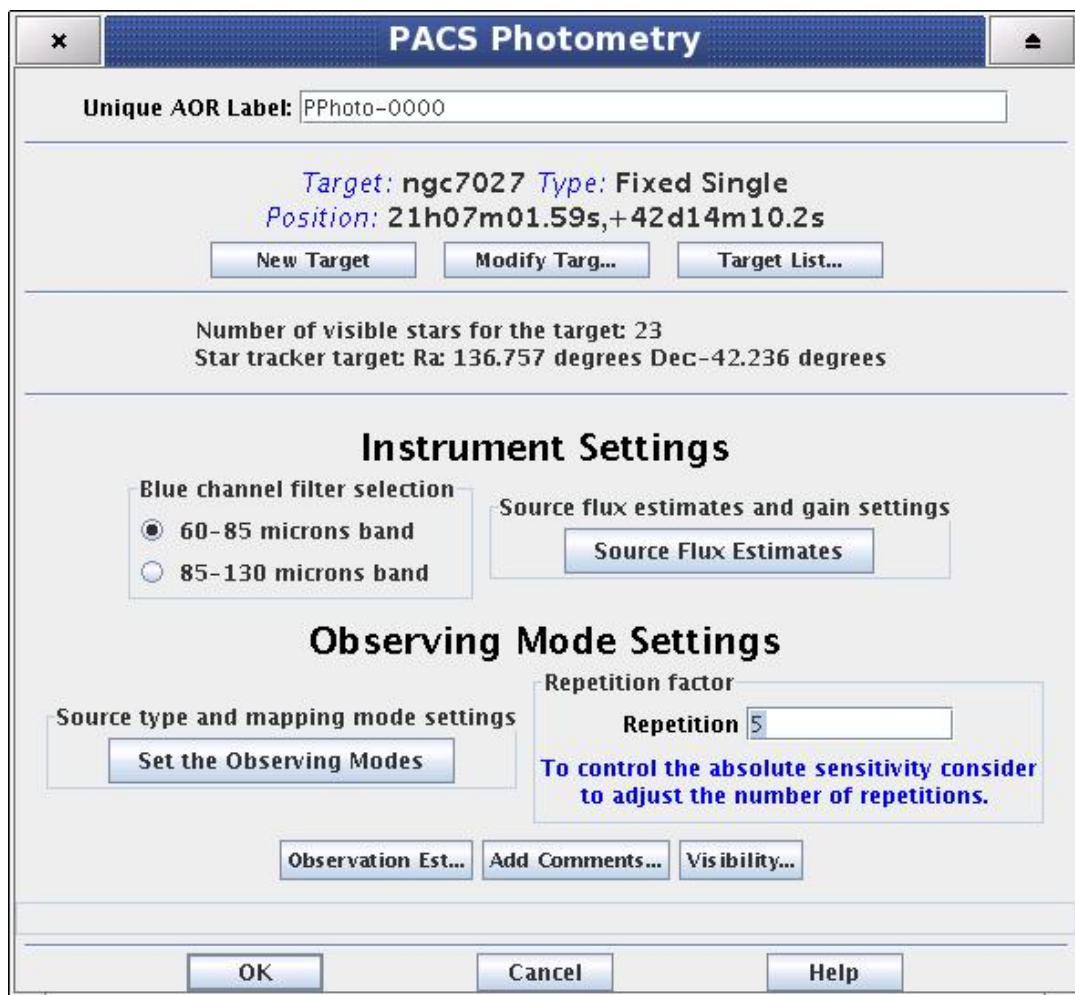 PACS Photometry
Unique AOR Label: PPhoto-0000
Target: ngc7027 Type: Fixed Single
Position: 21h07m01.59s,+42d14m10.2s
New Target Modify Targ... Target List...
Number of visible stars for the target: 23
Star tracker target: Ra: 136.757 degrees Dec:-42.236 degrees
Instrument Settings
Blue channel filter selection
60-85 microns band
85-130 microns band
Source flux estimates and gain settings
Source Flux Estimates
Observing Mode Settings
Source type and mapping mode settings
Set the Observing Modes
Repetition factor
Repetition 5
To control the absolute sensitivity consider
to adjust the number of repetitions.
Observation Est... Add Comments... Visibility...
OK Cancel Help